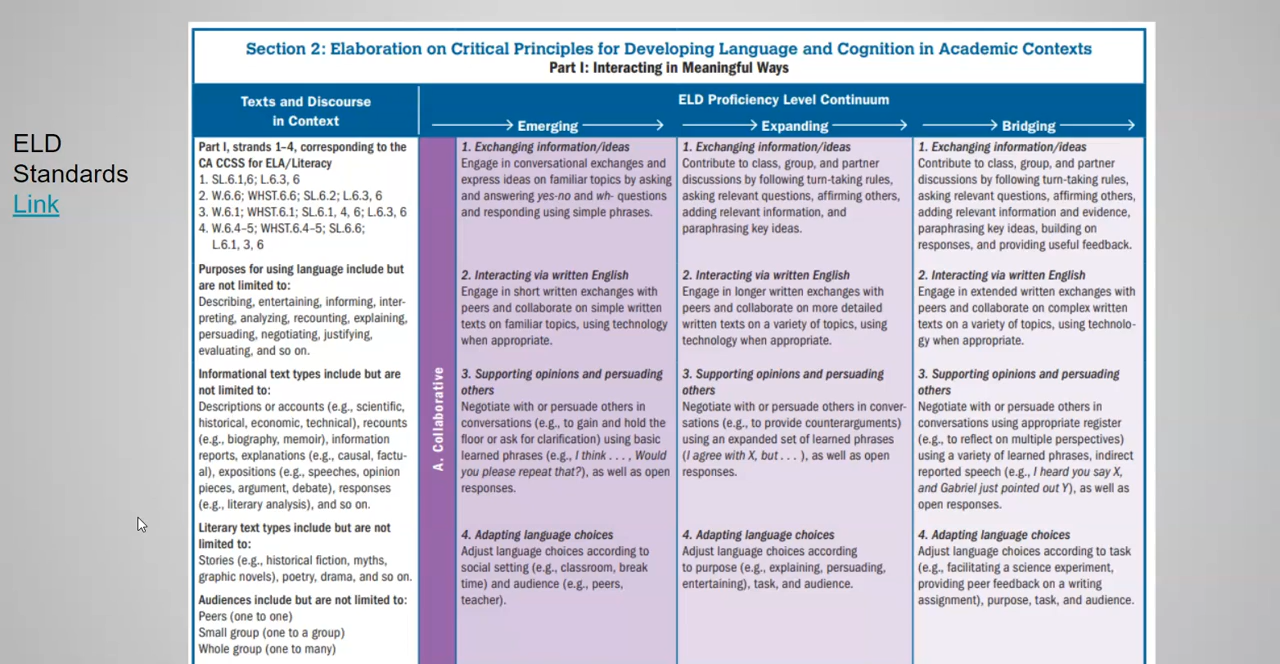 ELD
Standards
Link
Section 2: Elaboration on Critical Principles for Developing Language and Cognition in Academic Contexts
Part I: Interacting in Meaningful Ways
Texts and Discourse
in Context
ELD Proficiency Level Continuum
Emerging
Expanding
Bridging
Part I, strands 1–4, corresponding to the
CA CCSS for ELA/Literacy
1. SL.6.1,6; L.6.3, 6
2. W.6.6; WHST.6.6; SL.6.2; L.6.3, 6
3. W.6.1; WHST.6.1; SL.6.1, 4, 6; L.6.3, 6
4. W.6.4–5; WHST.6.4–5; SL.6.6;
L.6.1, 3, 6
Purposes for using language include but
are not limited to:
Describing, entertaining, informing, inter-
preting, analyzing, recounting, explaining,
persuading, negotiating, justifying,
evaluating, and so on.
Informational text types include but are
not limited to:
Descriptions or accounts (e.g., scientific,
historical, economic, technical), recounts
(e.g., biography, memoir), information
reports, explanations (e.g., causal, factu-
al), expositions (e.g., speeches, opinion
pieces, argument, debate), responses
(e.g., literary analysis), and so on.
Literary text types include but are not
limited to:
Stories (e.g., historical fiction, myths,
graphic novels), poetry, drama, and so on.
Audiences include but are not limited to:
Peers (one to one)
Small group (one to a group)
Whole group (one to many)
A. Collaborative
1. Exchanging information/ideas
Engage in conversational exchanges and
express ideas on familiar topics by asking
and answering yes-no and wh- questions
and responding using simple phrases.
2. Interacting via written English
Engage in short written exchanges with
peers and collaborate on simple written
texts on familiar topics, using technology
when appropriate.
3. Supporting opinions and persuading
others
Negotiate with or persuade others in
conversations (e.g., to gain and hold the
floor or ask for clarification) using basic
learned phrases (e.g., I think . . . , Would
you please repeat that?), as well as open
responses.
4. Adapting language choices
Adjust language choices according to
social setting (e.g., classroom, break
time) and audience (e.g., peers,
teacher).
1. Exchanging information/ideas
Contribute to class, group, and partner
discussions by following turn-taking rules,
asking relevant questions, affirming others,
adding relevant information, and
paraphrasing key ideas.
2. Interacting via written English
Engage in longer written exchanges with
peers and collaborate on more detailed
written texts on a variety of topics, using
technology when appropriate.
3. Supporting opinions and persuading
others
Negotiate with or persuade others in conver-
sations (e.g., to provide counterarguments)
using an expanded set of learned phrases
(I agree with X, but . . . ), as well as open
responses.
4. Adapting language choices
Adjust language choices according
to purpose (e.g., explaining, persuading,
entertaining), task, and audience.
1. Exchanging information/ideas
Contribute to class, group, and partner
discussions by following turn-taking rules,
asking relevant questions, affirming others,
adding relevant information and evidence,
paraphrasing key ideas, building on
responses, and providing useful feedback.
2. Interacting via written English
Engage in extended written exchanges with
peers and collaborate on complex written
texts on a variety of topics, using technolo-
gy when appropriate.
3. Supporting opinions and persuading
others
Negotiate with or persuade others in
conversations using appropriate register
(e.g., to reflect on multiple perspectives)
using a variety of learned phrases, indirect
reported speech (e.g., I heard you say X,
and Gabriel just pointed out Y), as well as
open responses.
4. Adapting language choices
Adjust language choices according to task
(e.g., facilitating a science experiment,
providing peer feedback on a writing
assignment), purpose, task, and audience.